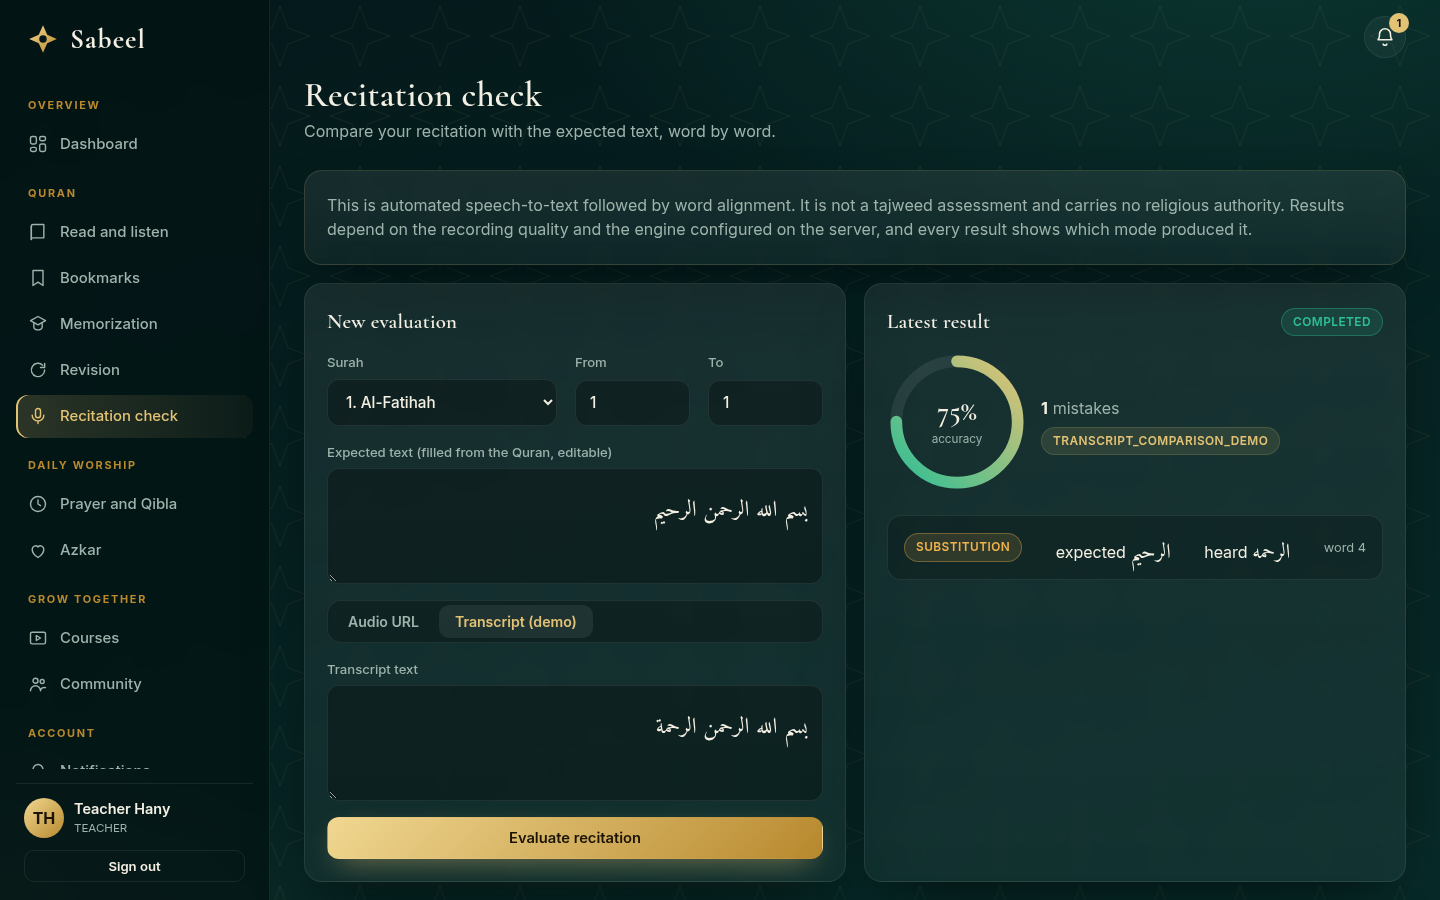 Sabeel
1
OVERVIEW
Dashboard
QURAN
Read and listen
Bookmarks
Memorization
Revision
Recitation check
DAILY WORSHIP
Prayer and Qibla
Azkar
GROW TOGETHER
Courses
Community
ACCOUNT
Notifications
TH
Teacher Hany
TEACHER
Sign out
Recitation check
Compare your recitation with the expected text, word by word.
This is automated speech-to-text followed by word alignment. It is not a tajweed assessment and carries no religious authority. Results
depend on the recording quality and the engine configured on the server, and every result shows which mode produced it.
New evaluation
Surah From To
1. Al-Fatihah 1 1
Expected text (filled from the Quran, editable)
بسم الله الرحمن الرحيم
Audio URL Transcript (demo)
Transcript text
بسم الله الرحمن الرحمة
Evaluate recitation
Latest result COMPLETED
75%
accuracy
1 mistakes
TRANSCRIPT_COMPARISON_DEMO
SUBSTITUTION expected الرحيم heard الرحمه word 4